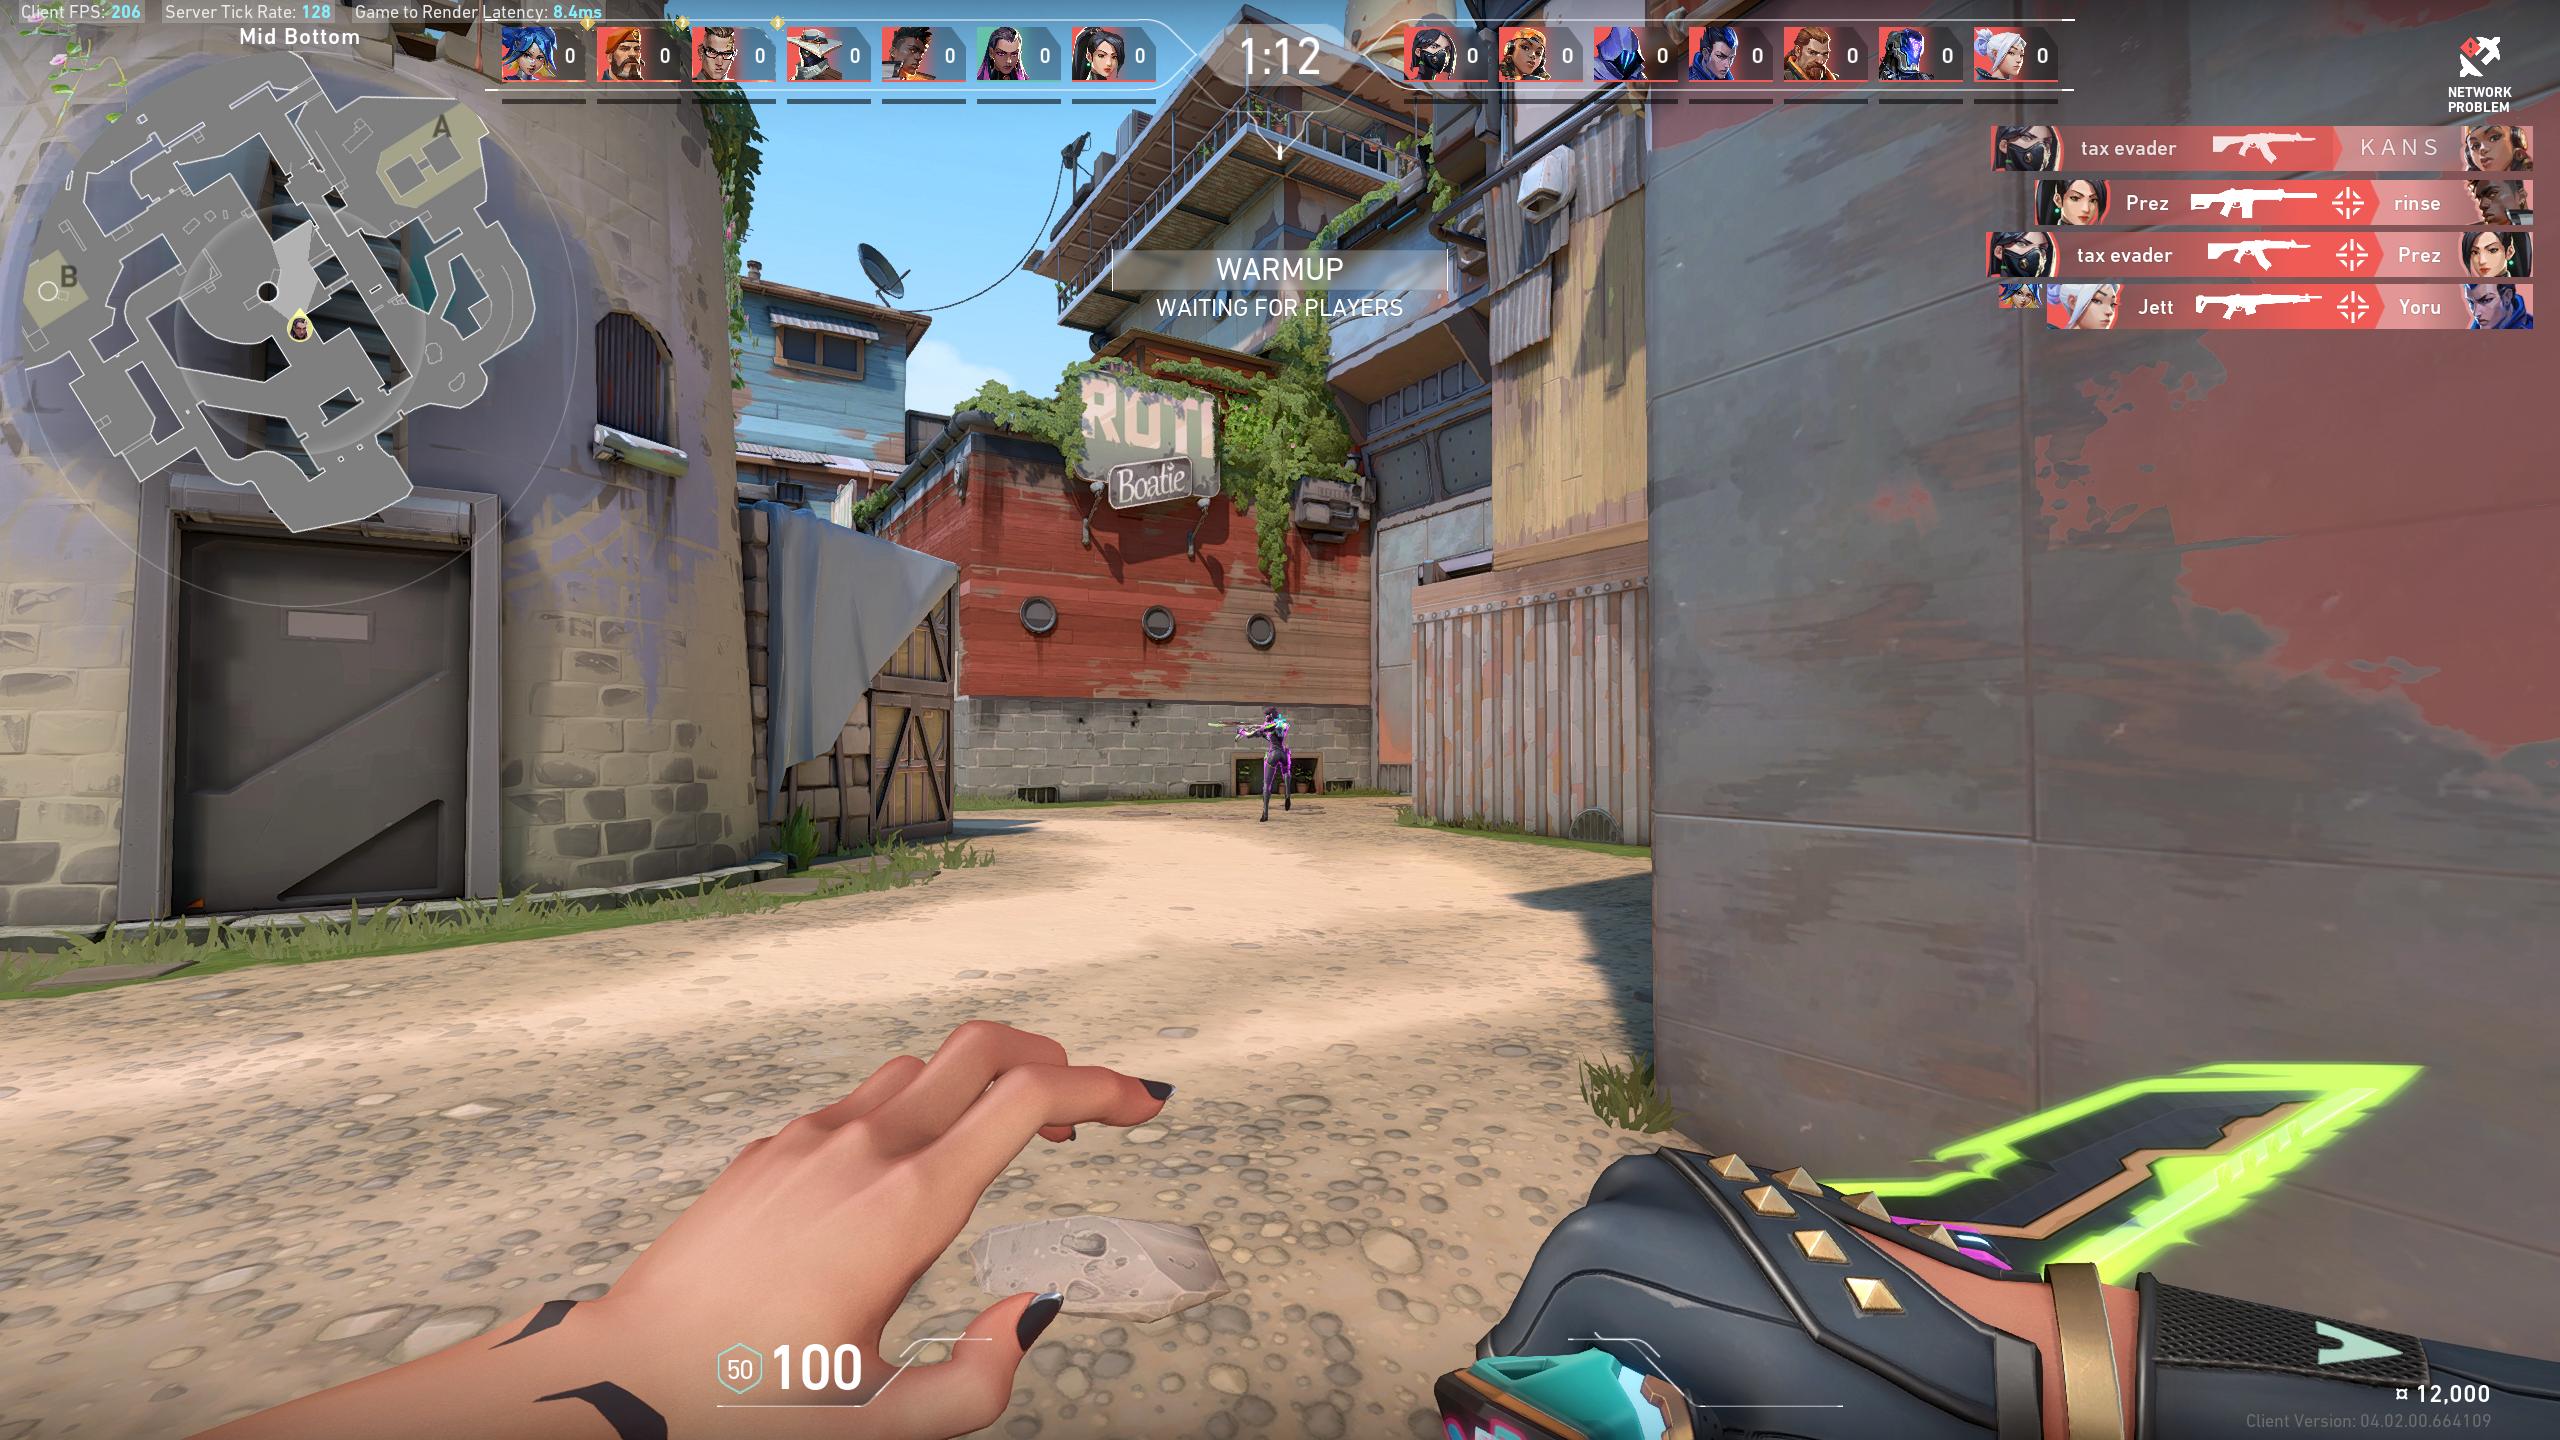 Client FPS: 206 Server Tick Rate: 128 Game to Render Latency: 8.4ms
Mid Bottom
0 0 0 0 0 0 0
1:12
0 0 0 0 0 0 0
NETWORK
PROBLEM
A
B
tax evader KANS
Prez rinse
tax evader Prez
Jett Yoru
WARMUP
WAITING FOR PLAYERS
ROTI
Boatie
50 100
¤ 12,000
Client Version: 04.02.00.664109